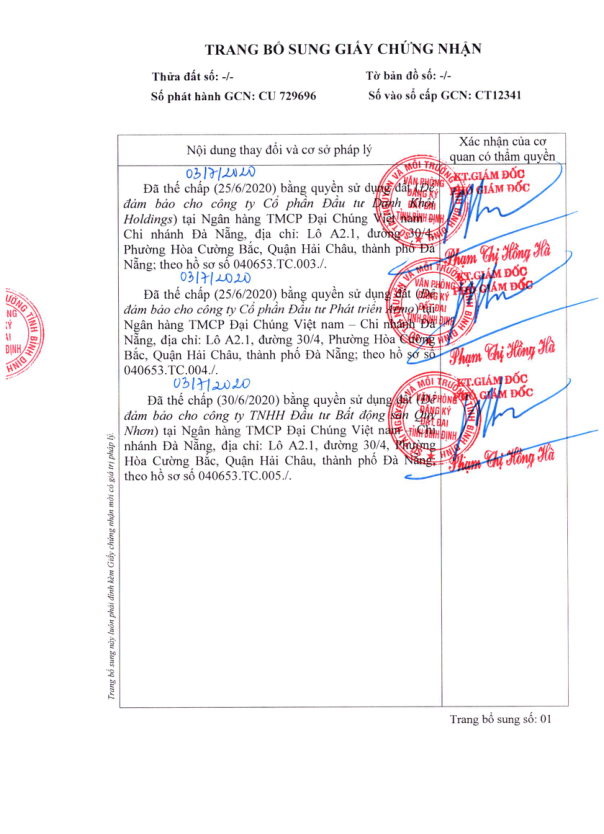 TRANG BỔ SUNG GIẤY CHỨNG NHẬN
Thửa đất số: -/-
Tờ bản đồ số: -/-
Số phát hành GCN: CU 729696
Số vào sổ cấp GCN: CT12341
Nội dung thay đổi và cơ sở pháp lý
Xác nhận của cơ
quan có thẩm quyền
03/7/2020
Đã thế chấp (25/6/2020) bằng quyền sử dụng đất (Để
đảm bảo cho công ty Cổ phần Đầu tư Danh Khôi
Holdings) tại Ngân hàng TMCP Đại Chúng Việt nam –
Chi nhánh Đà Nẵng, địa chỉ: Lô A2.1, đường 30/4,
Phường Hòa Cường Bắc, Quận Hải Châu, thành phố Đà
Nẵng; theo hồ sơ số 040653.TC.003./.
KT.GIÁM ĐỐC
PHÓ GIÁM ĐỐC
Phạm Thị Hồng Hà
03/7/2020
Đã thế chấp (25/6/2020) bằng quyền sử dụng đất (Để
đảm bảo cho công ty Cổ phần Đầu tư Phát triển) tại
Ngân hàng TMCP Đại Chúng Việt nam – Chi nhánh Đà
Nẵng, địa chỉ: Lô A2.1, đường 30/4, Phường Hòa Cường
Bắc, Quận Hải Châu, thành phố Đà Nẵng; theo hồ sơ số
040653.TC.004./.
KT.GIÁM ĐỐC
PHÓ GIÁM ĐỐC
Phạm Thị Hồng Hà
03/7/2020
Đã thế chấp (30/6/2020) bằng quyền sử dụng đất (Để
đảm bảo cho công ty TNHH Đầu tư Bất động sản Quy
Nhơn) tại Ngân hàng TMCP Đại Chúng Việt nam – Chi
nhánh Đà Nẵng, địa chỉ: Lô A2.1, đường 30/4, Phường
Hòa Cường Bắc, Quận Hải Châu, thành phố Đà Nẵng;
theo hồ sơ số 040653.TC.005./.
KT.GIÁM ĐỐC
PHÓ GIÁM ĐỐC
Phạm Thị Hồng Hà
VĂN PHÒNG
ĐĂNG KÝ
ĐẤT ĐAI
TỈNH BÌNH ĐỊNH
Trang bổ sung này luôn phải đính kèm Giấy chứng nhận mới có giá trị pháp lý.
Trang bổ sung số: 01